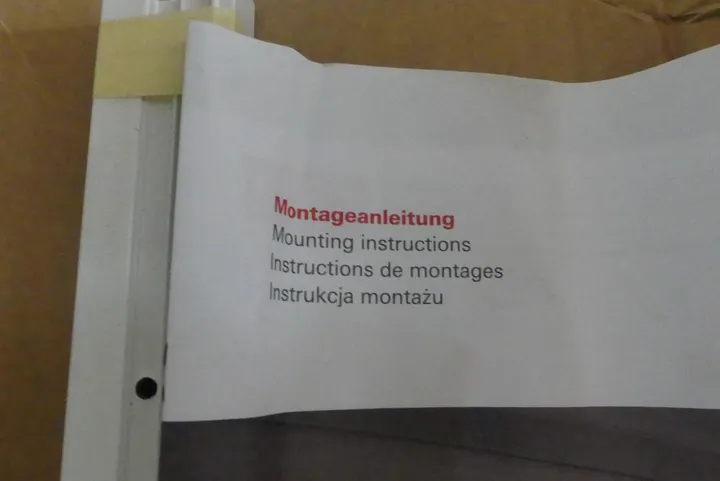 Montageanleitung
Mounting instructions
Instructions de montages
Instrukcja montażu